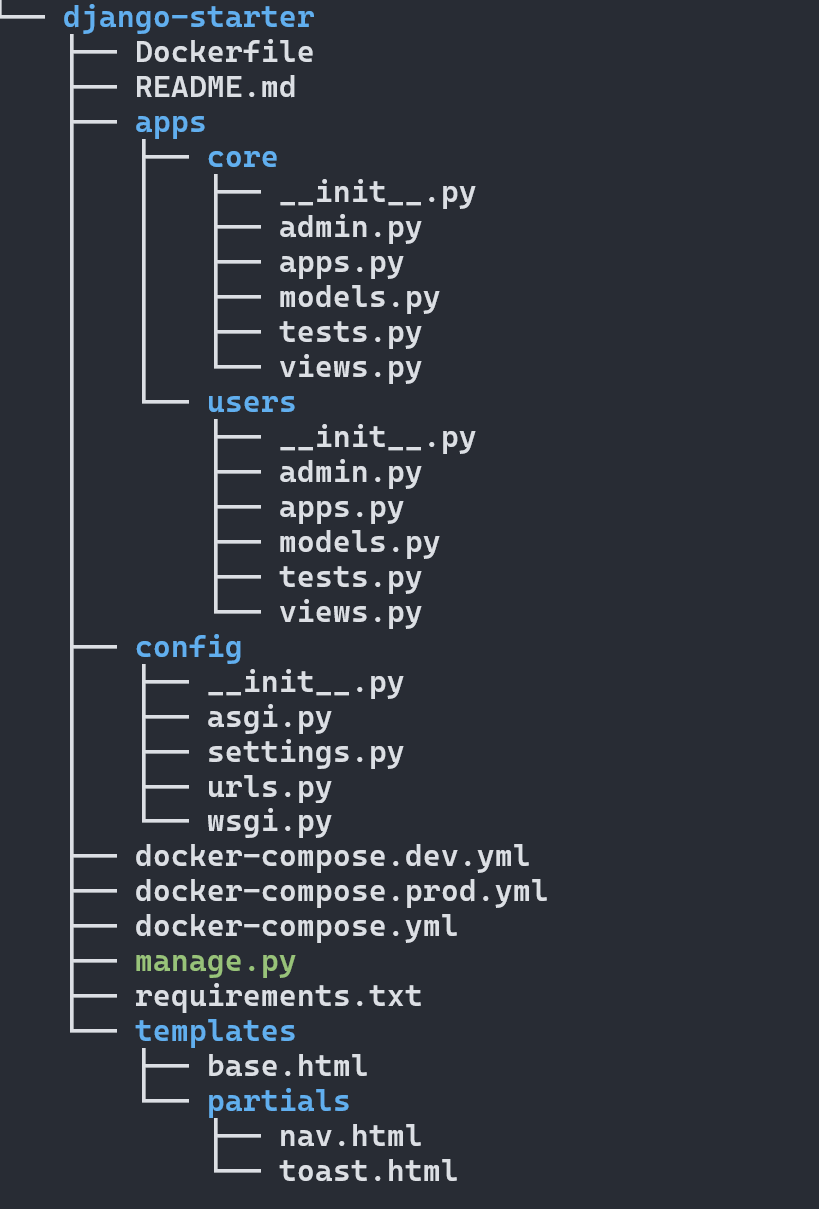 django-starter
Dockerfile
README.md
apps
core
__init__.py
admin.py
apps.py
models.py
tests.py
views.py
users
__init__.py
admin.py
apps.py
models.py
tests.py
views.py
config
__init__.py
asgi.py
settings.py
urls.py
wsgi.py
docker-compose.dev.yml
docker-compose.prod.yml
docker-compose.yml
manage.py
requirements.txt
templates
base.html
partials
nav.html
toast.html